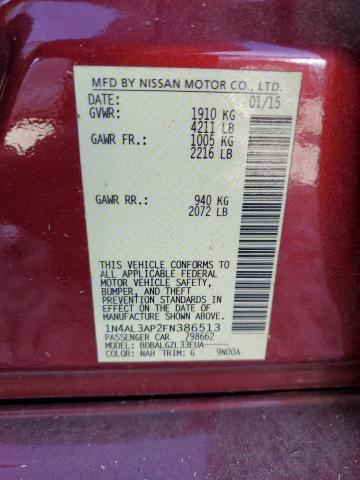 MFD BY NISSAN MOTOR CO., LTD.
DATE: 01/15
GVWR: 1910 KG
4211 LB
GAWR FR.: 1005 KG
2216 LB
GAWR RR.: 940 KG
2072 LB
THIS VEHICLE CONFORMS TO
ALL APPLICABLE FEDERAL
MOTOR VEHICLE SAFETY,
BUMPER, AND THEFT
PREVENTION STANDARDS IN
EFFECT ON THE DATE OF
MANUFACTURE SHOWN ABOVE.
1N4AL3AP2FN386513
PASSENGER CAR 798662
MODEL: BDBALGZL33EUA
COLOR: NAH TRIM: G 9N00A